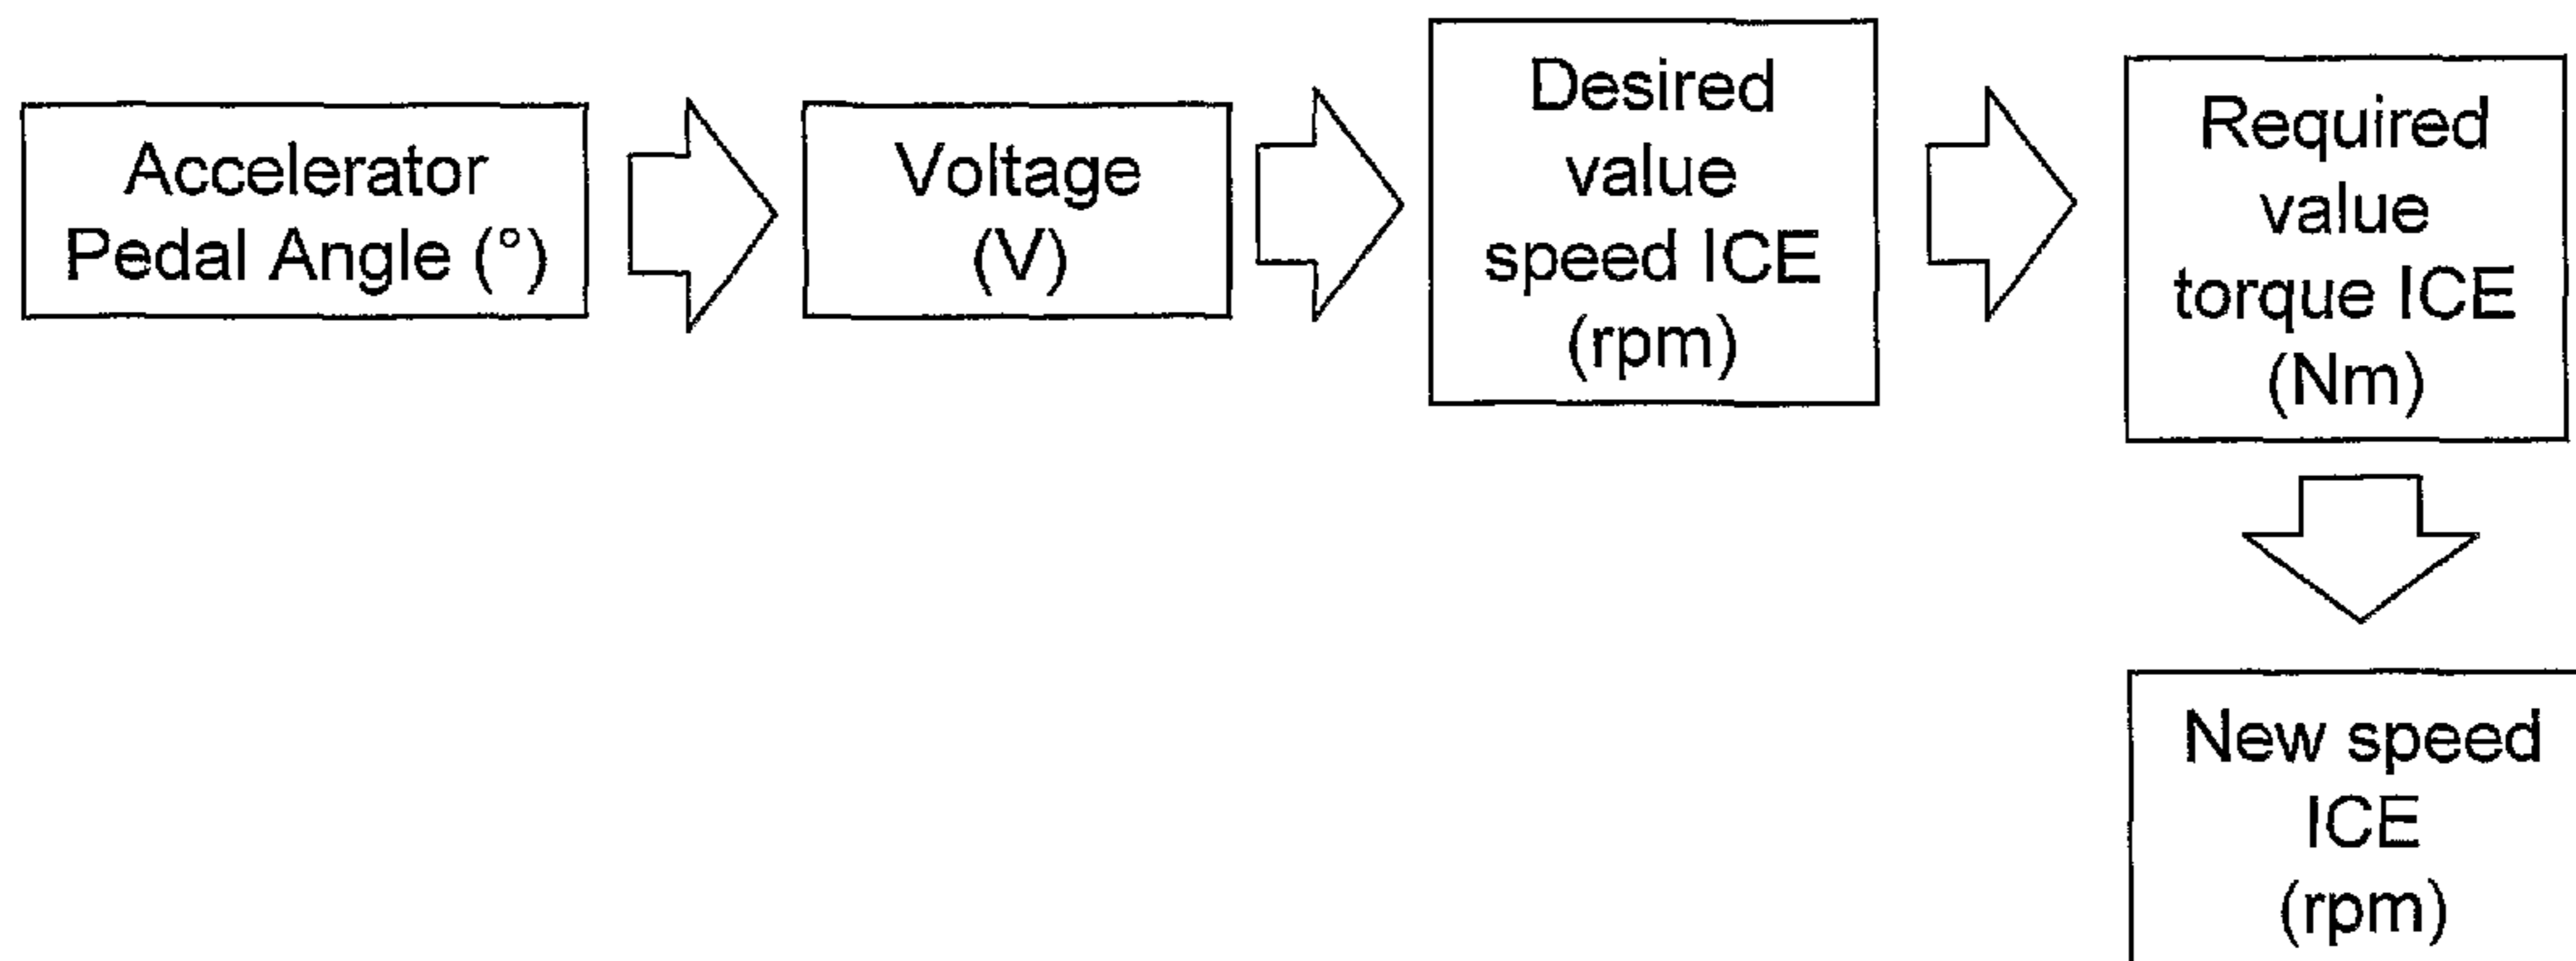 Accelerator
Pedal Angle (°)
Voltage
(V)
Desired
value
speed ICE
(rpm)
Required
value
torque ICE
(Nm)
New speed
ICE
(rpm)